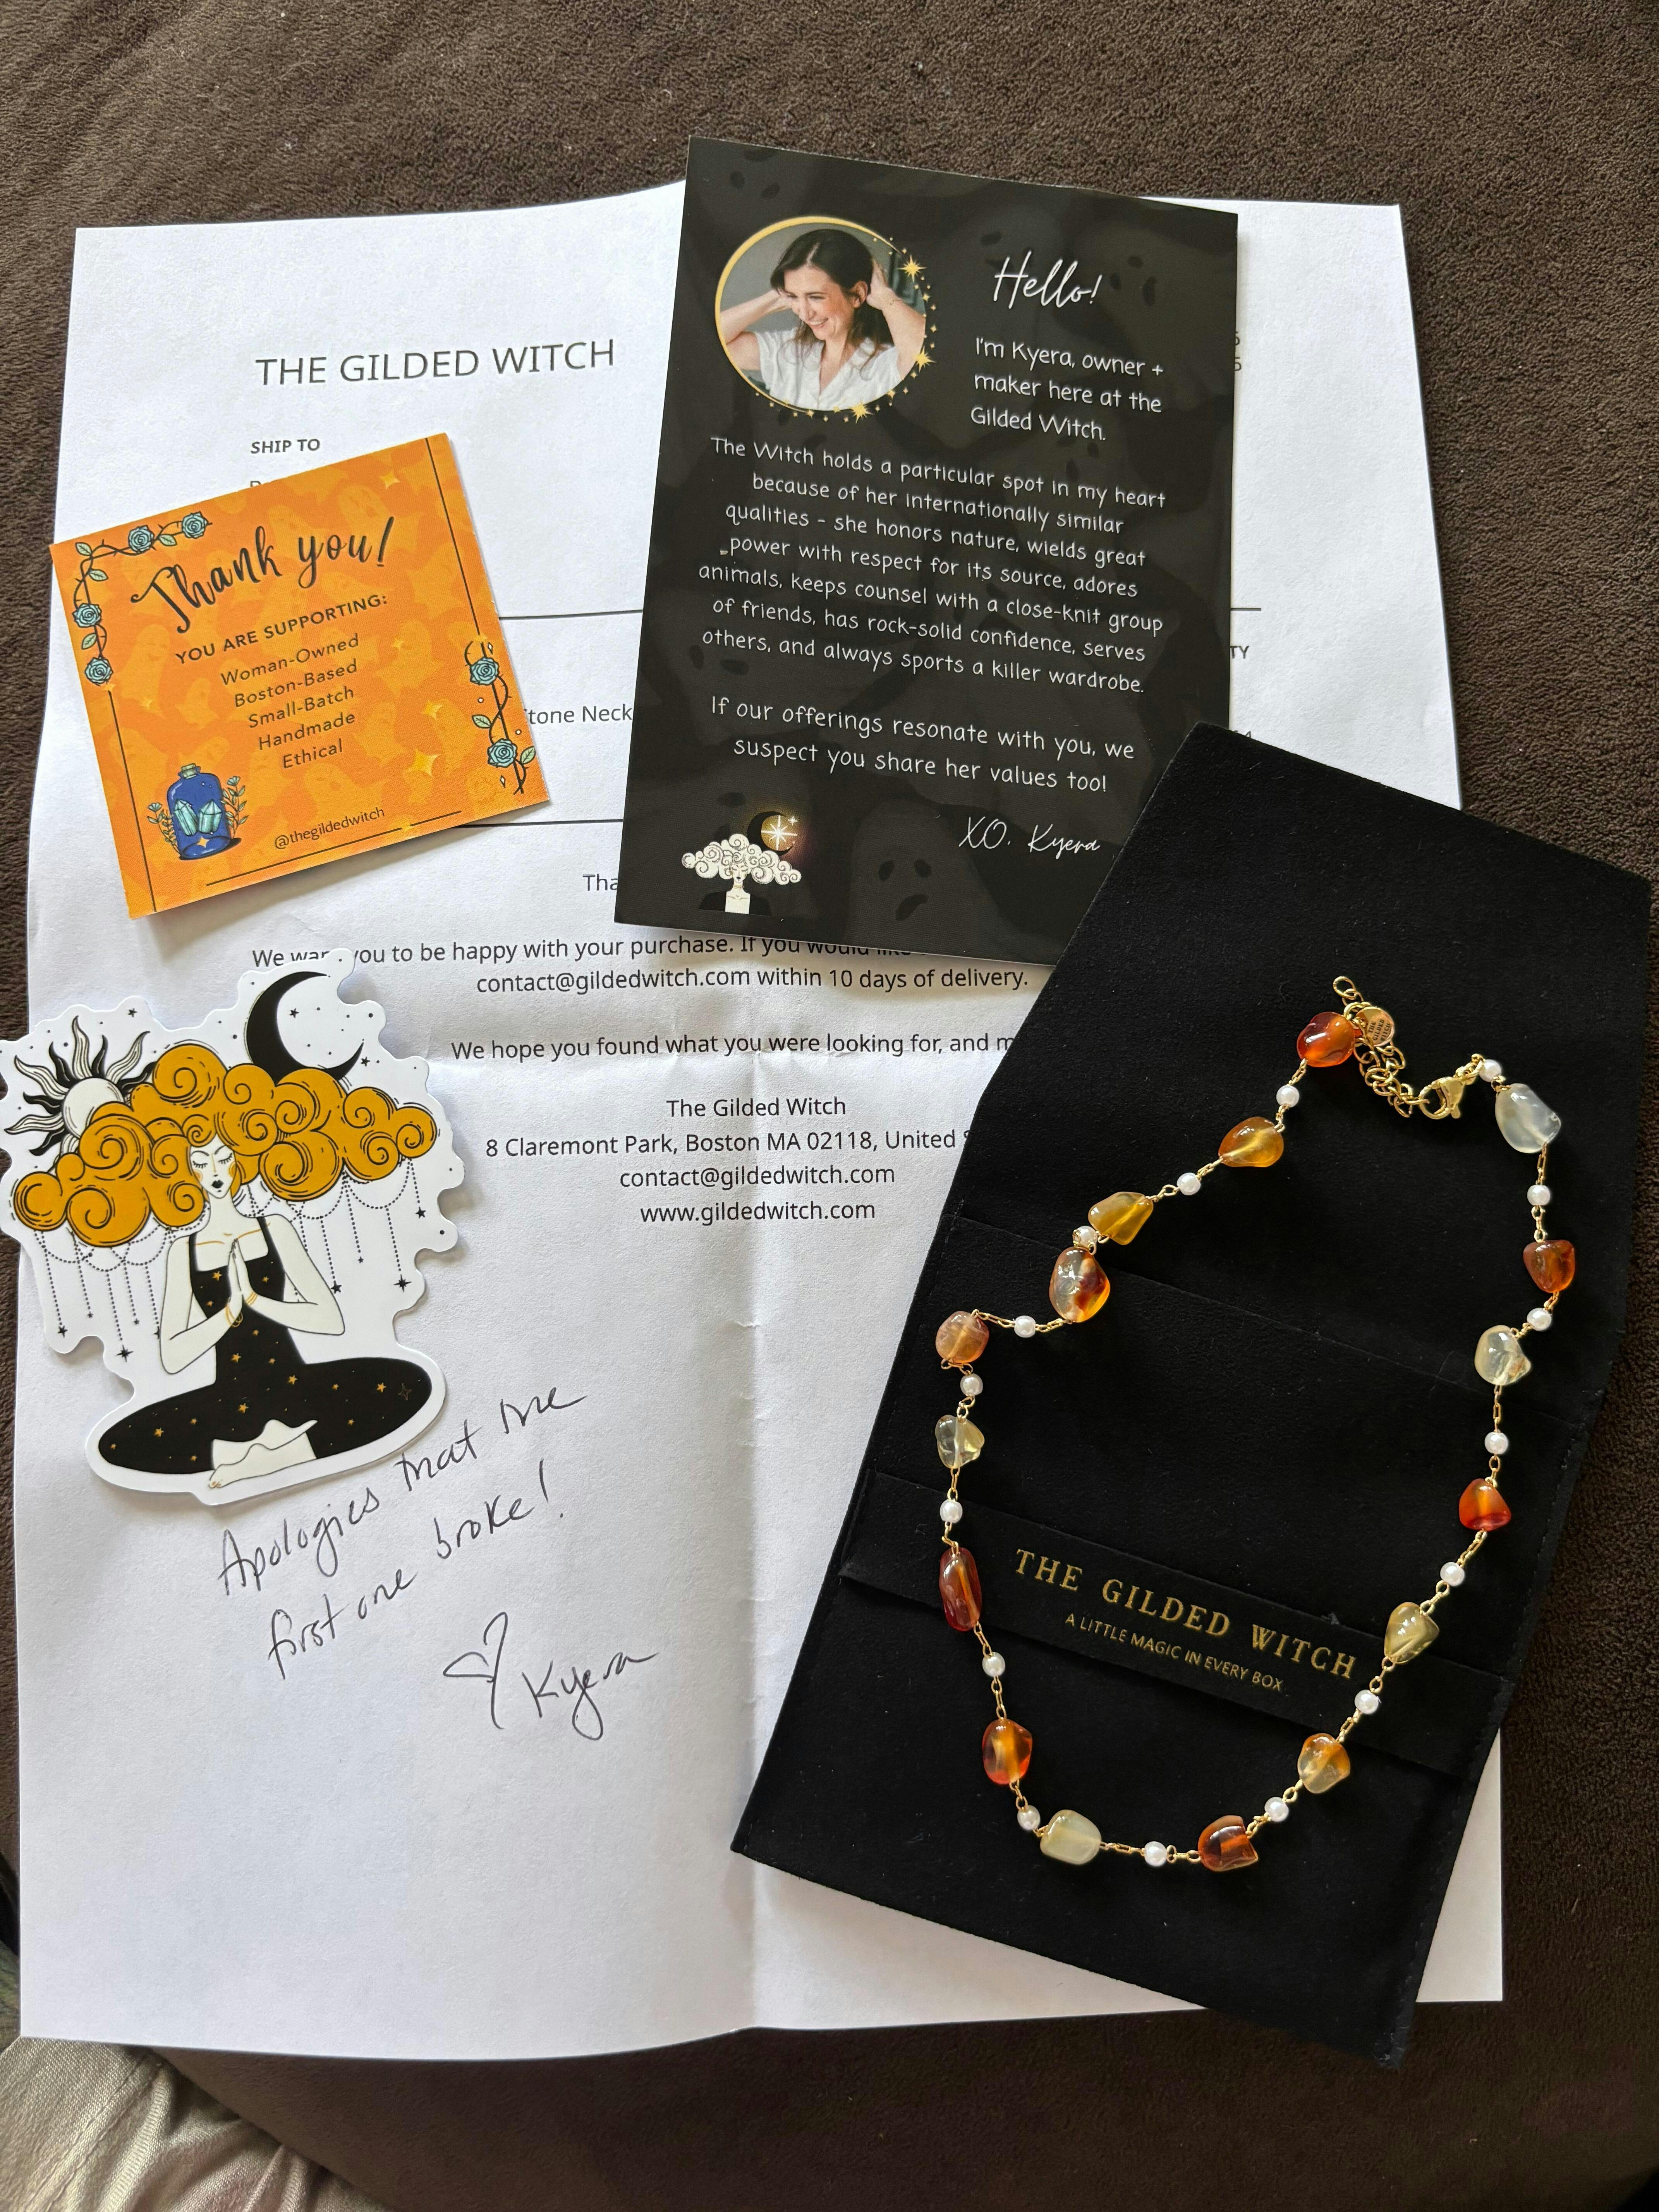 THE GILDED WITCH
SHIP TO
Thank you!
YOU ARE SUPPORTING:
Woman-Owned
Boston-Based
Small-Batch
Handmade
Ethical
@thegildedwitch
Hello!
I'm Kyera, owner +
maker here at the
Gilded Witch.
The Witch holds a particular spot in my heart
because of her internationally similar
qualities - she honors nature, wields great
power with respect for its source, adores
animals, keeps counsel with a close-knit group
of friends, has rock-solid confidence, serves
others, and always sports a killer wardrobe.
If our offerings resonate with you, we
suspect you share her values too!
XO. Kyera
TY
tone Neck
Tha
We you to be happy with your purchase. If you would like
contact@gildedwitch.com within 10 days of delivery.
We hope you found what you were looking for, and m
The Gilded Witch
8 Claremont Park, Boston MA 02118, United S
contact@gildedwitch.com
www.gildedwitch.com
Apologies that the
first one broke!
Kyera
THE GILDED WITCH
THE GILDED WITCH
A LITTLE MAGIC IN EVERY BOX